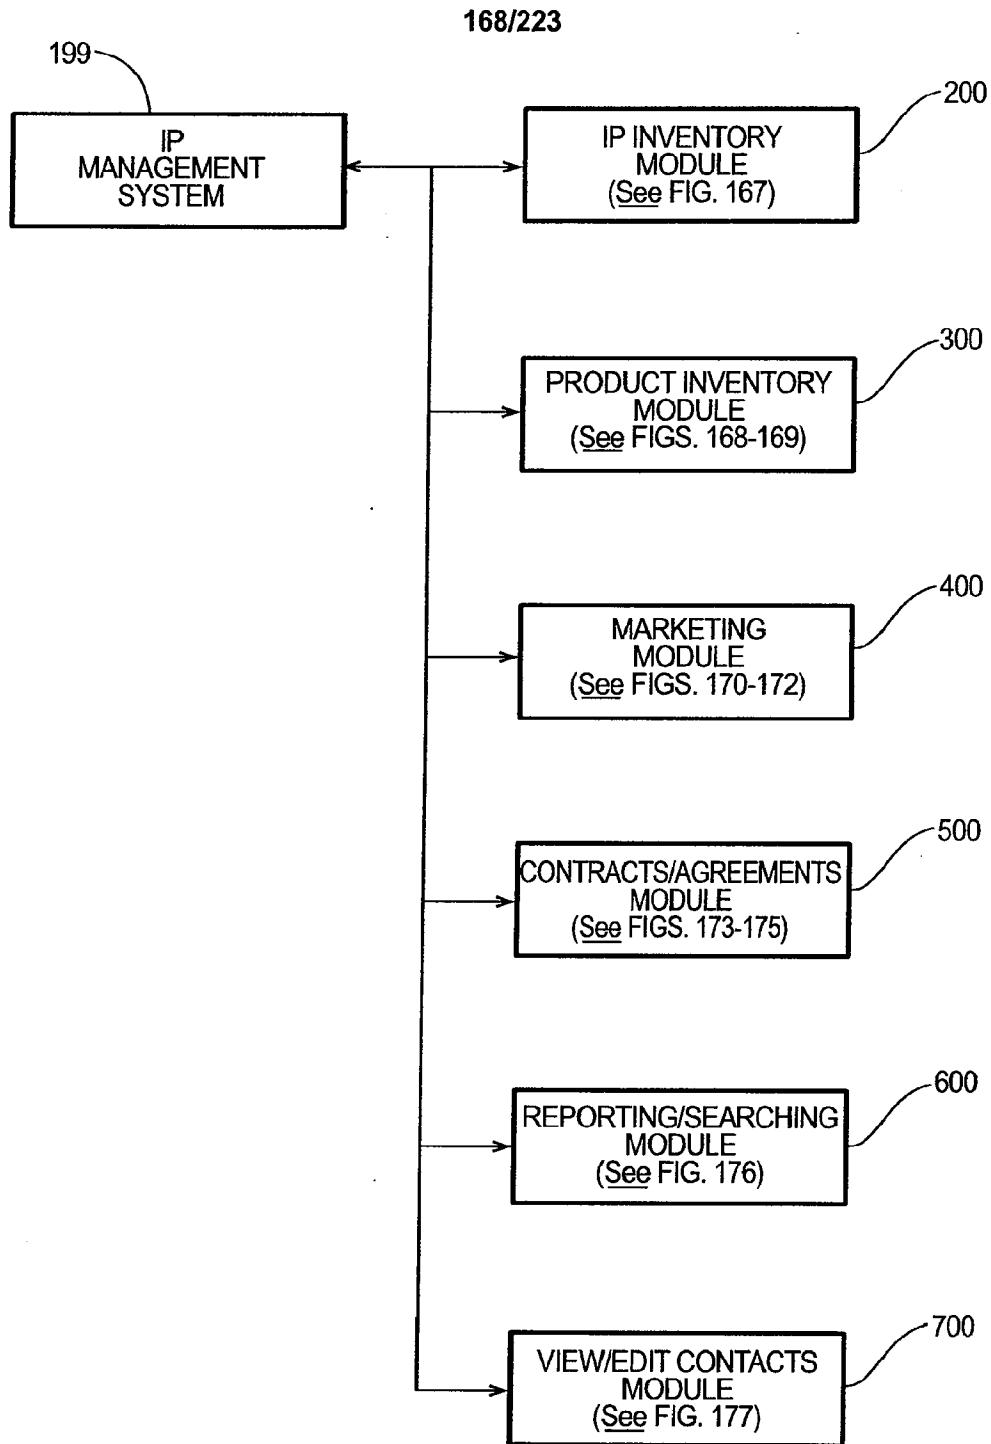 168/223
199
IP
MANAGEMENT
SYSTEM
200
IP INVENTORY
MODULE
(See FIG. 167)
300
PRODUCT INVENTORY
MODULE
(See FIGS. 168-169)
400
MARKETING
MODULE
(See FIGS. 170-172)
500
CONTRACTS/AGREEMENTS
MODULE
(See FIGS. 173-175)
600
REPORTING/SEARCHING
MODULE
(See FIG. 176)
700
VIEW/EDIT CONTACTS
MODULE
(See FIG. 177)